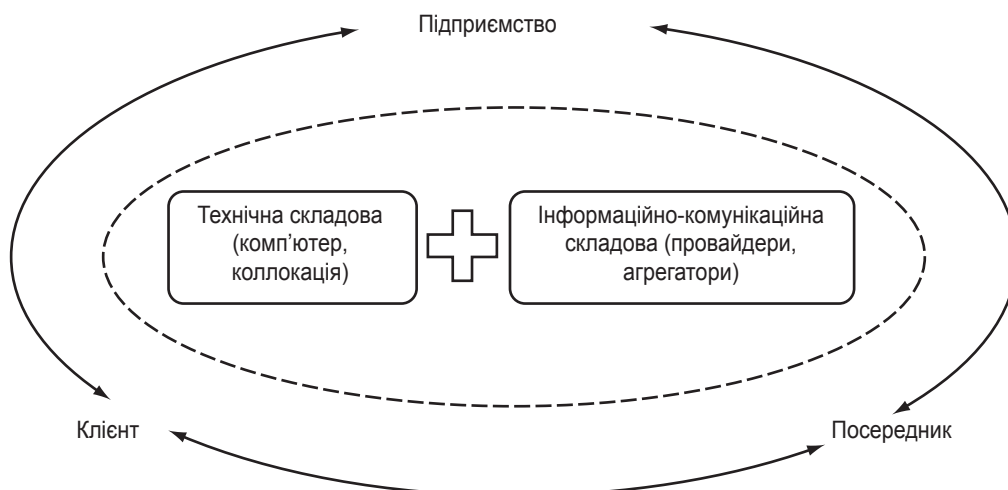 Підприємство
Технічна складова
(комп’ютер,
коллокація)
Інформаційно-комунікаційна
складова (провайдери,
агрегатори)
Клієнт
Посередник